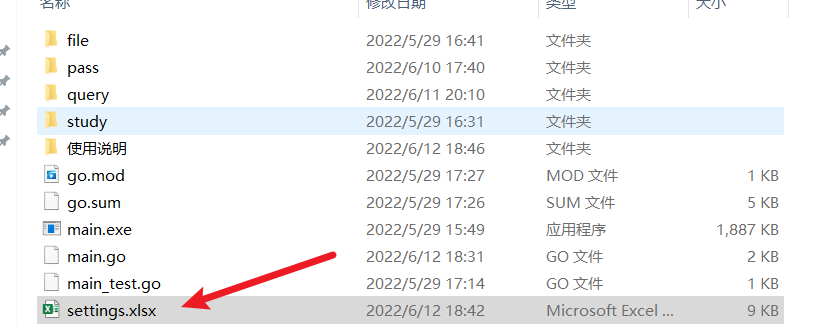 名称 修改日期 类型 大小
file 2022/5/29 16:41 文件夹
pass 2022/6/10 17:40 文件夹
query 2022/6/11 20:10 文件夹
study 2022/5/29 16:31 文件夹
使用说明 2022/6/12 18:46 文件夹
go.mod 2022/5/29 17:27 MOD 文件 1 KB
go.sum 2022/5/29 17:26 SUM 文件 5 KB
main.exe 2022/5/29 15:49 应用程序 1,887 KB
main.go 2022/6/12 18:31 GO 文件 2 KB
main_test.go 2022/5/29 17:14 GO 文件 1 KB
settings.xlsx 2022/6/12 18:42 Microsoft Excel ... 9 KB